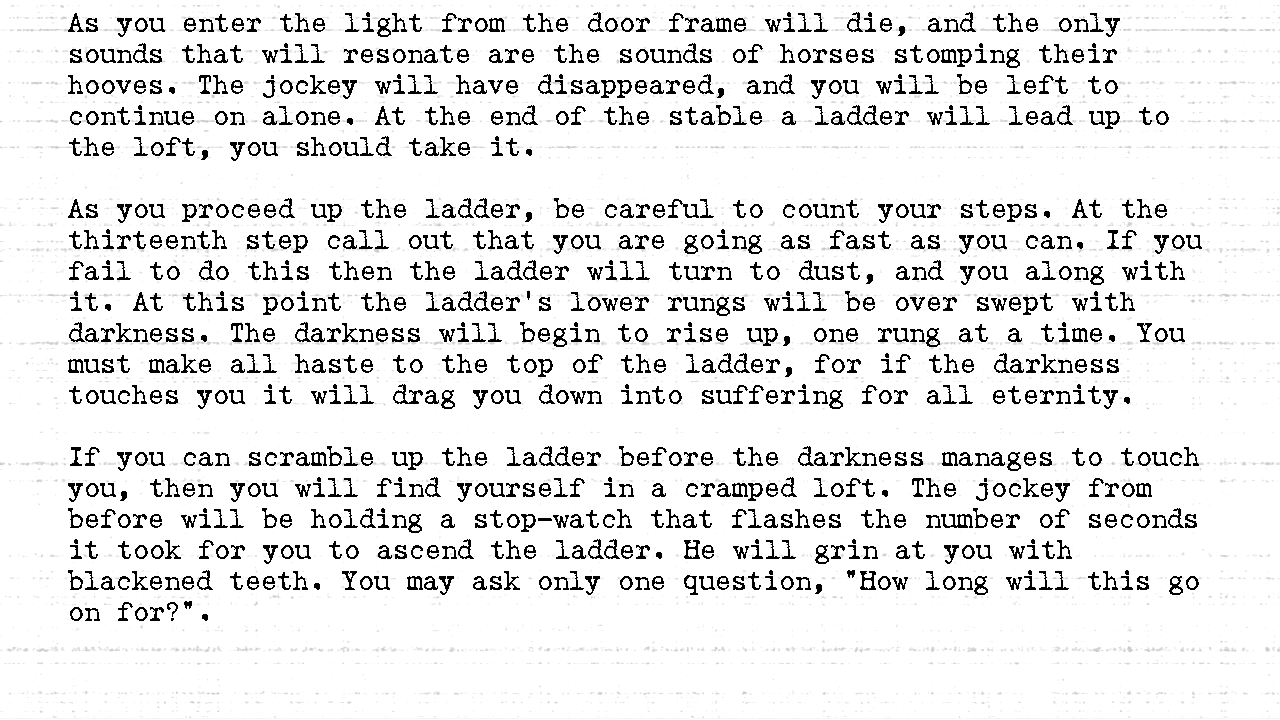 As you enter the light from the door frame will die, and the only
sounds that will resonate are the sounds of horses stomping their
hooves. The jockey will have disappeared, and you will be left to
continue on alone. At the end of the stable a ladder will lead up to
the loft, you should take it.

As you proceed up the ladder, be careful to count your steps. At the
thirteenth step call out that you are going as fast as you can. If you
fail to do this then the ladder will turn to dust, and you along with
it. At this point the ladder's lower rungs will be over swept with
darkness. The darkness will begin to rise up, one rung at a time. You
must make all haste to the top of the ladder, for if the darkness
touches you it will drag you down into suffering for all eternity.

If you can scramble up the ladder before the darkness manages to touch
you, then you will find yourself in a cramped loft. The jockey from
before will be holding a stop-watch that flashes the number of seconds
it took for you to ascend the ladder. He will grin at you with
blackened teeth. You may ask only one question, "How long will this go
on for?".